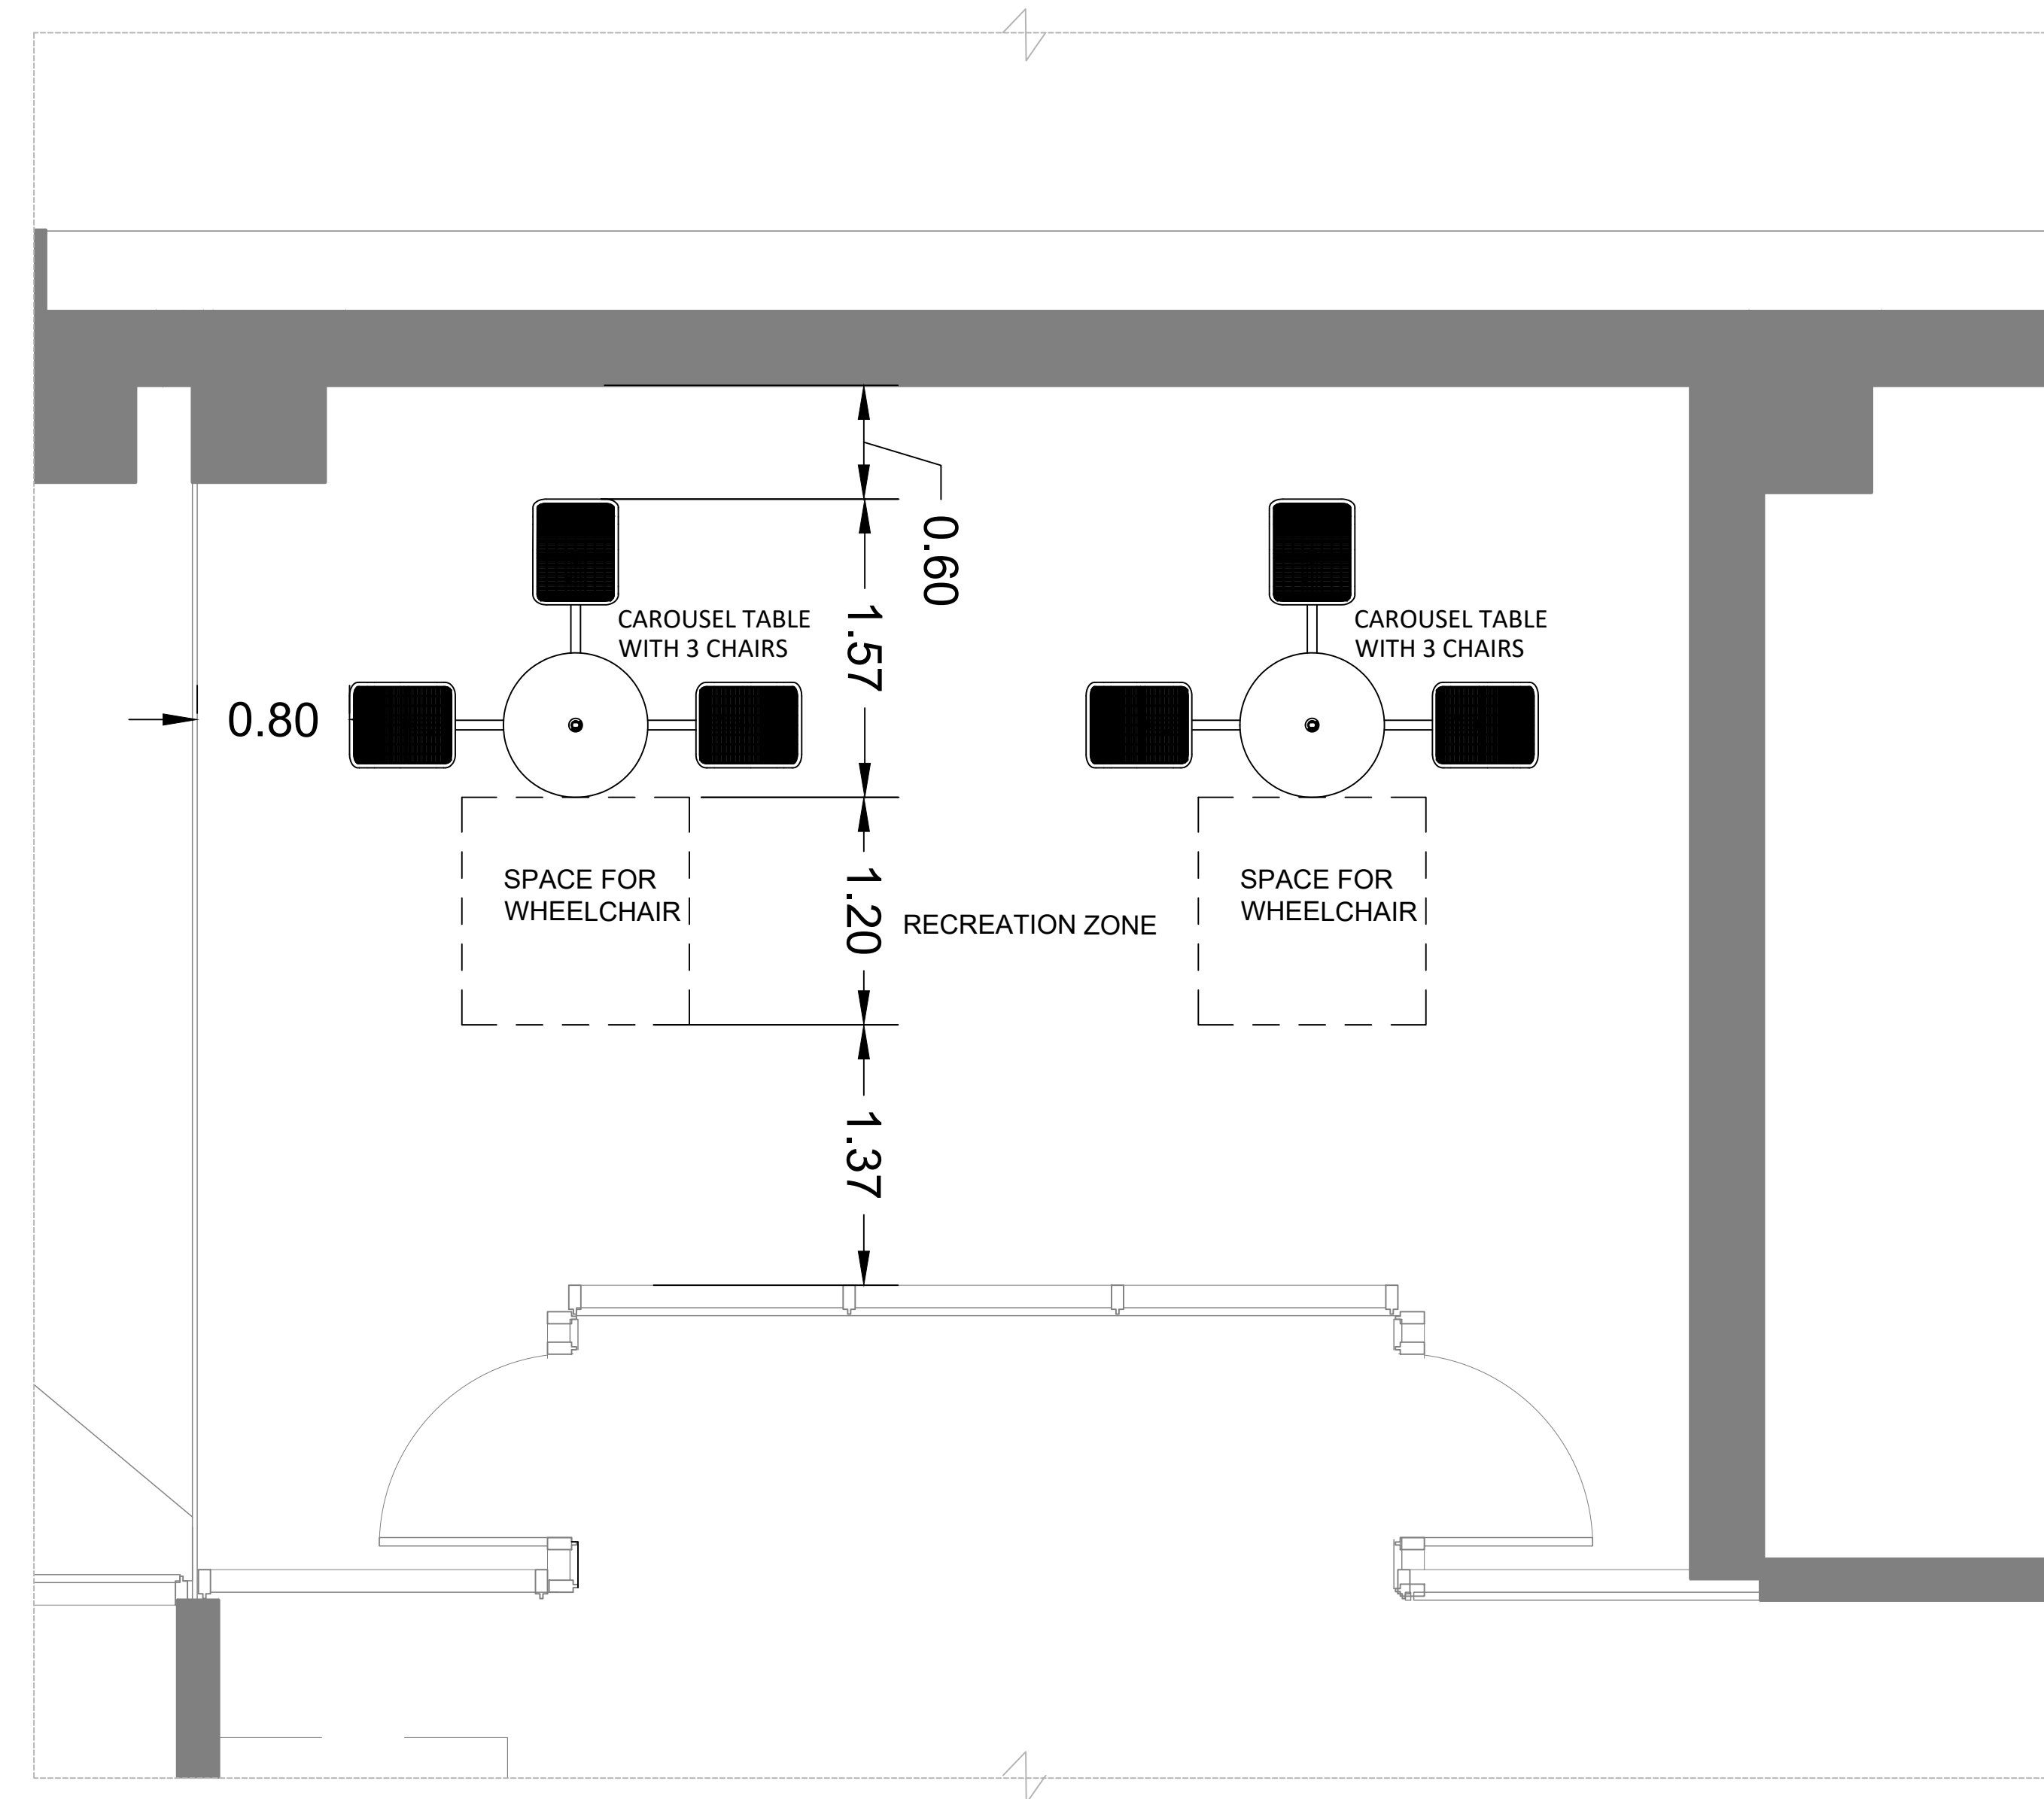 0.60
CAROUSEL TABLE
WITH 3 CHAIRS
CAROUSEL TABLE
WITH 3 CHAIRS
1.57
0.80
SPACE FOR
WHEELCHAIR
SPACE FOR
WHEELCHAIR
1.20
RECREATION ZONE
1.37